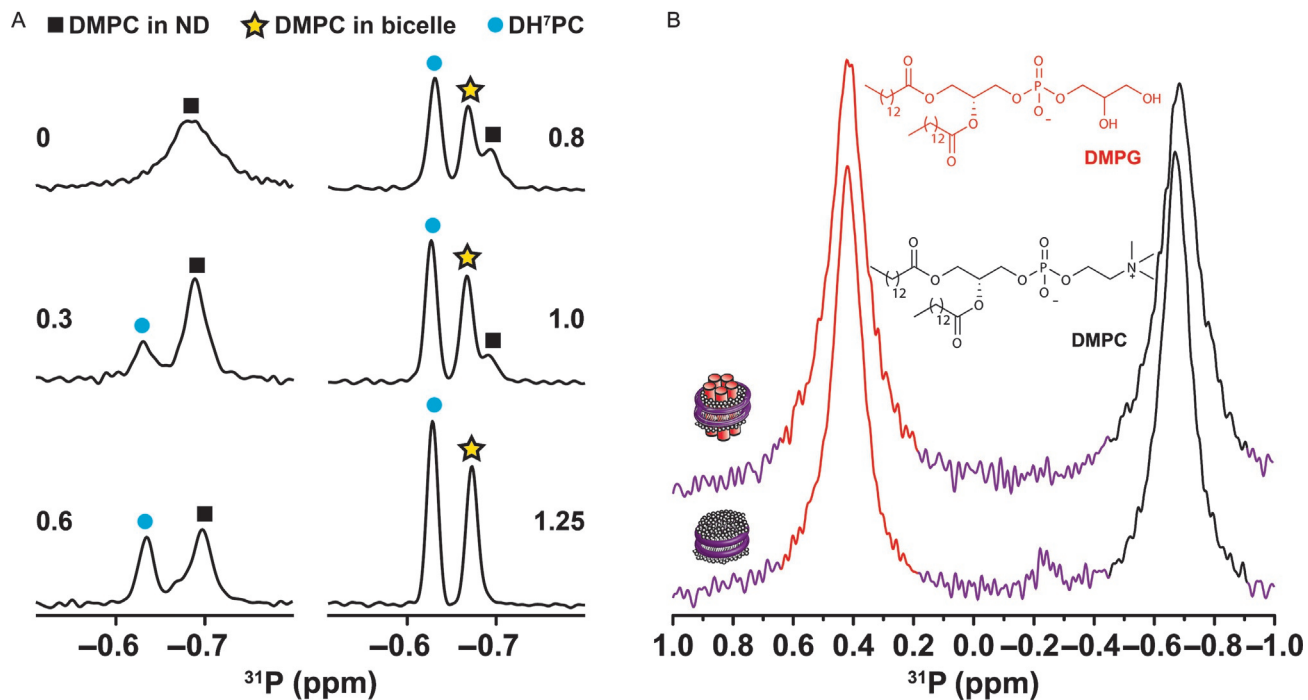 A
DMPC in ND DMPC in bicelle DH⁷PC
0 0.8
0.3 1.0
0.6 1.25
−0.6 −0.7 −0.6 −0.7
³¹P (ppm) ³¹P (ppm)
B
O O
O O P O OH
12 O⁻ OH
O
12
O
DMPG
O O
O O P O N⁺
12 O⁻
O
12
O
DMPC
1.0 0.8 0.6 0.4 0.2 0.0 −0.2 −0.4 −0.6 −0.8 −1.0
³¹P (ppm)